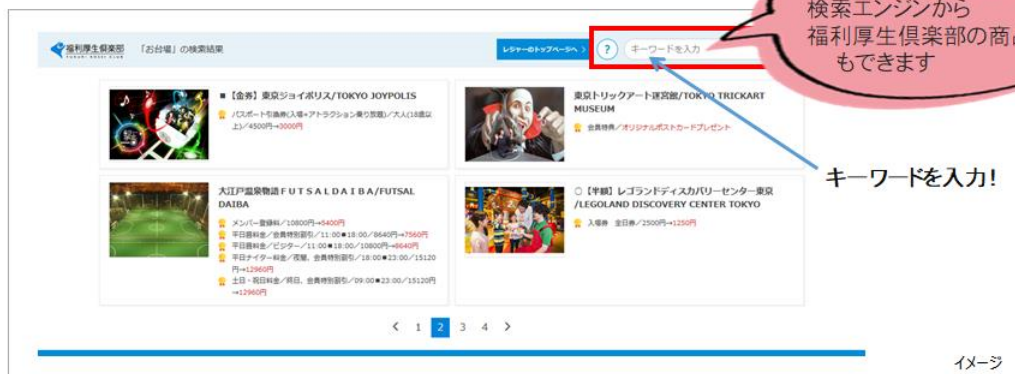 検索エンジンから
福利厚生倶楽部の商品
もできます
福利厚生倶楽部
FUKURI KOSEI CLUB
「お台場」の検索結果
レジャーのトップページへ >
?
キーワードを入力
■【金券】東京ジョイポリス/TOKYO JOYPOLIS
パスポート引換券(入場+アトラクション乗り放題)/大人(18歳以
上)/4500円→3000円
東京トリックアート迷宮館/TOKYO TRICKART
MUSEUM
会員特典/オリジナルポストカードプレゼント
キーワードを入力!
大江戸温泉物語 F U T S A L D A I B A/FUTSAL
DAIBA
メンバー登録料/10800円→5400円
平日昼料金/会員特別割引/11:00■18:00/8640円→7560円
平日昼料金/ビジター/11:00■18:00/10800円→8640円
平日ナイター料金/夜間、会員特別割引/18:00■23:00/15120
円→12960円
土日・祝日料金/終日、会員特別割引/09:00■23:00/15120円
→12960円
○【半額】レゴランドディスカバリーセンター東京
/LEGOLAND DISCOVERY CENTER TOKYO
入場券 全日券/2500円→1250円
< 1 2 3 4 >
イメージ